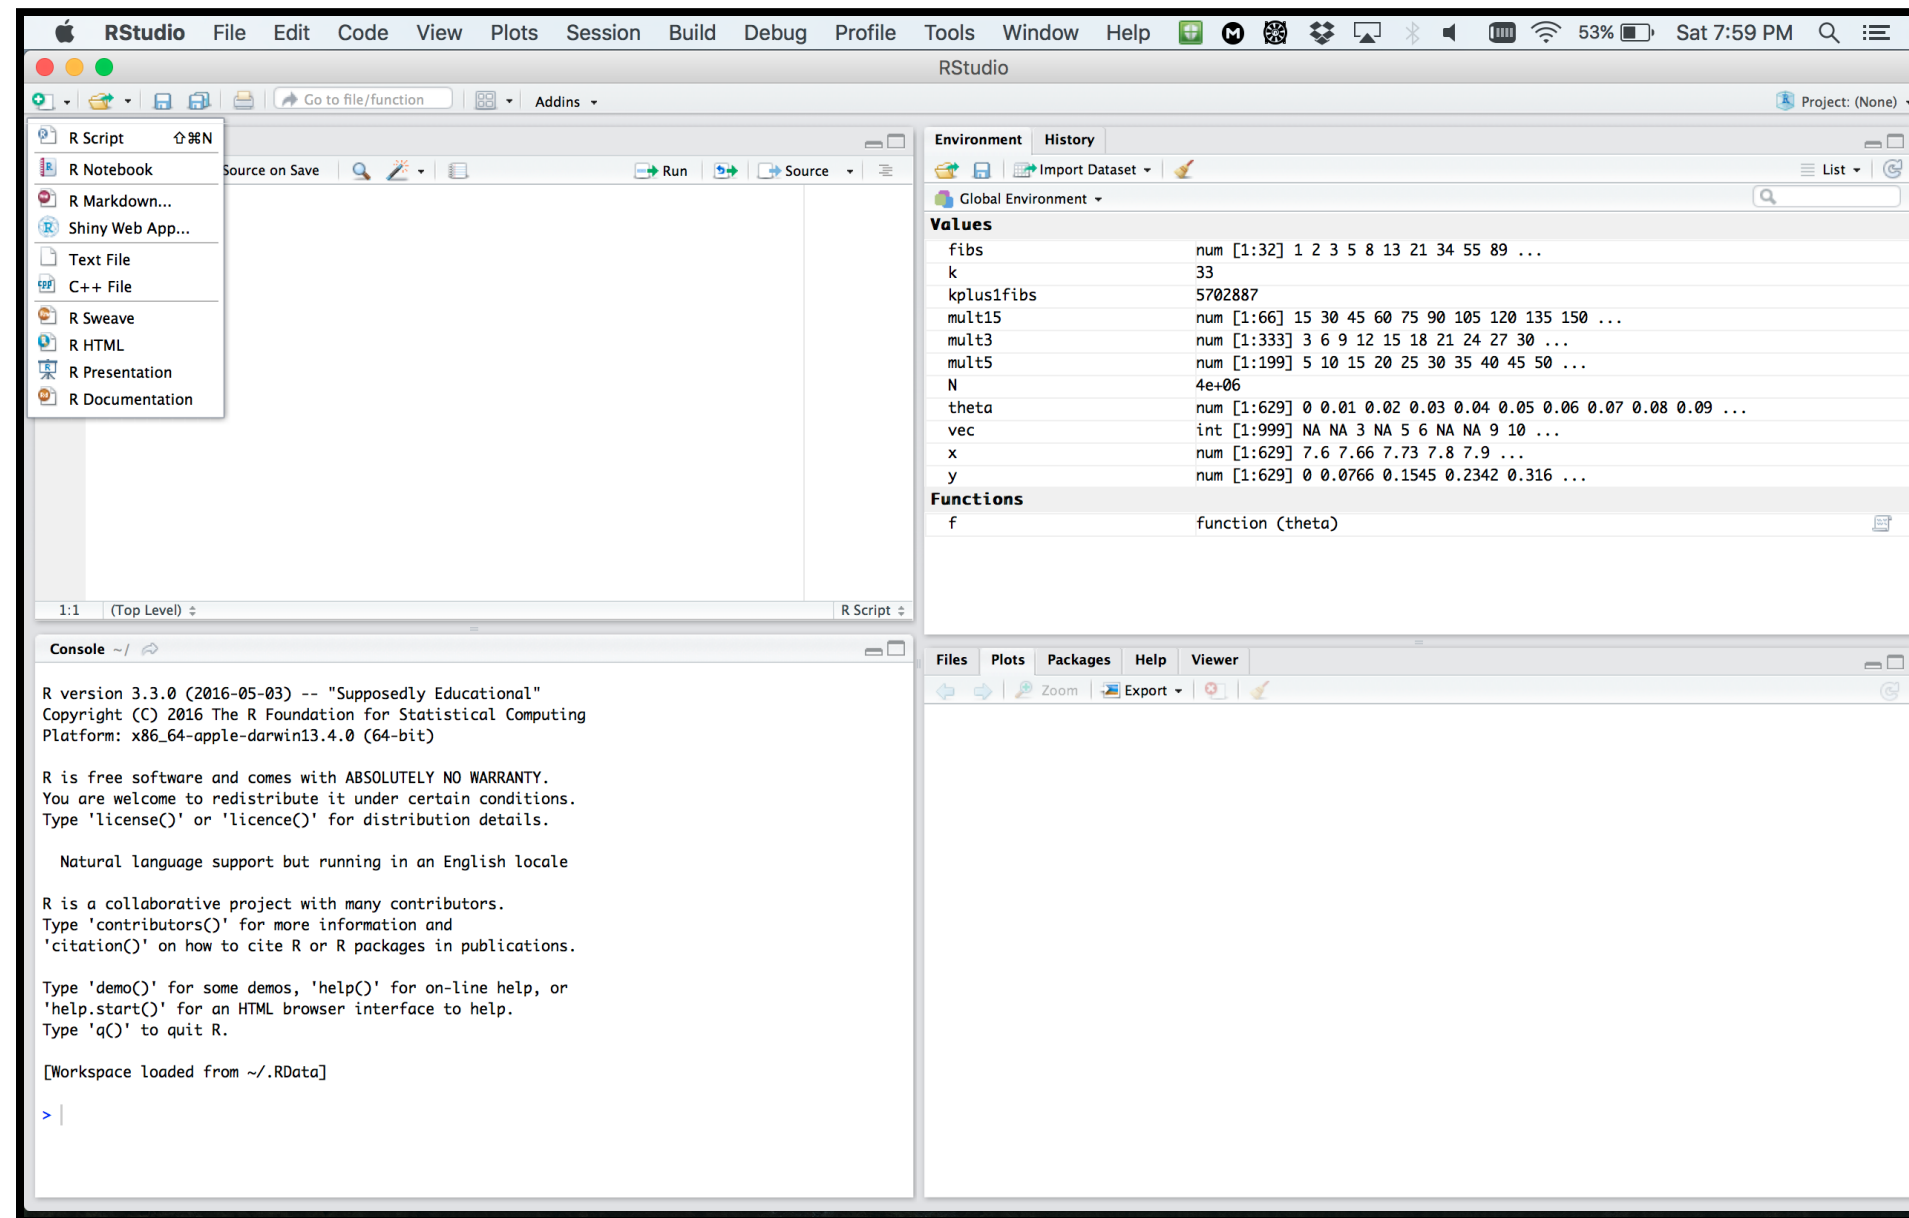 RStudio File Edit Code View Plots Session Build Debug Profile Tools Window Help 53% Sat 7:59 PM
RStudio
Go to file/function Addins Project: (None)
R Script ⇧⌘N
R Notebook
R Markdown...
Shiny Web App...
Text File
C++ File
R Sweave
R HTML
R Presentation
R Documentation
Source on Save Run Source
1:1 (Top Level) R Script
Environment History
Import Dataset List
Global Environment
Values
fibs num [1:32] 1 2 3 5 8 13 21 34 55 89 ...
k 33
kplus1fibs 5702887
mult15 num [1:66] 15 30 45 60 75 90 105 120 135 150 ...
mult3 num [1:333] 3 6 9 12 15 18 21 24 27 30 ...
mult5 num [1:199] 5 10 15 20 25 30 35 40 45 50 ...
N 4e+06
theta num [1:629] 0 0.01 0.02 0.03 0.04 0.05 0.06 0.07 0.08 0.09 ...
vec int [1:999] NA NA 3 NA 5 6 NA NA 9 10 ...
x num [1:629] 7.6 7.66 7.73 7.8 7.9 ...
y num [1:629] 0 0.0766 0.1545 0.2342 0.316 ...
Functions
f function (theta)
Console ~/
R version 3.3.0 (2016-05-03) -- "Supposedly Educational"
Copyright (C) 2016 The R Foundation for Statistical Computing
Platform: x86_64-apple-darwin13.4.0 (64-bit)
R is free software and comes with ABSOLUTELY NO WARRANTY.
You are welcome to redistribute it under certain conditions.
Type 'license()' or 'licence()' for distribution details.
Natural language support but running in an English locale
R is a collaborative project with many contributors.
Type 'contributors()' for more information and
'citation()' on how to cite R or R packages in publications.
Type 'demo()' for some demos, 'help()' for on-line help, or
'help.start()' for an HTML browser interface to help.
Type 'q()' to quit R.
[Workspace loaded from ~/.RData]
>
Files Plots Packages Help Viewer
Zoom Export